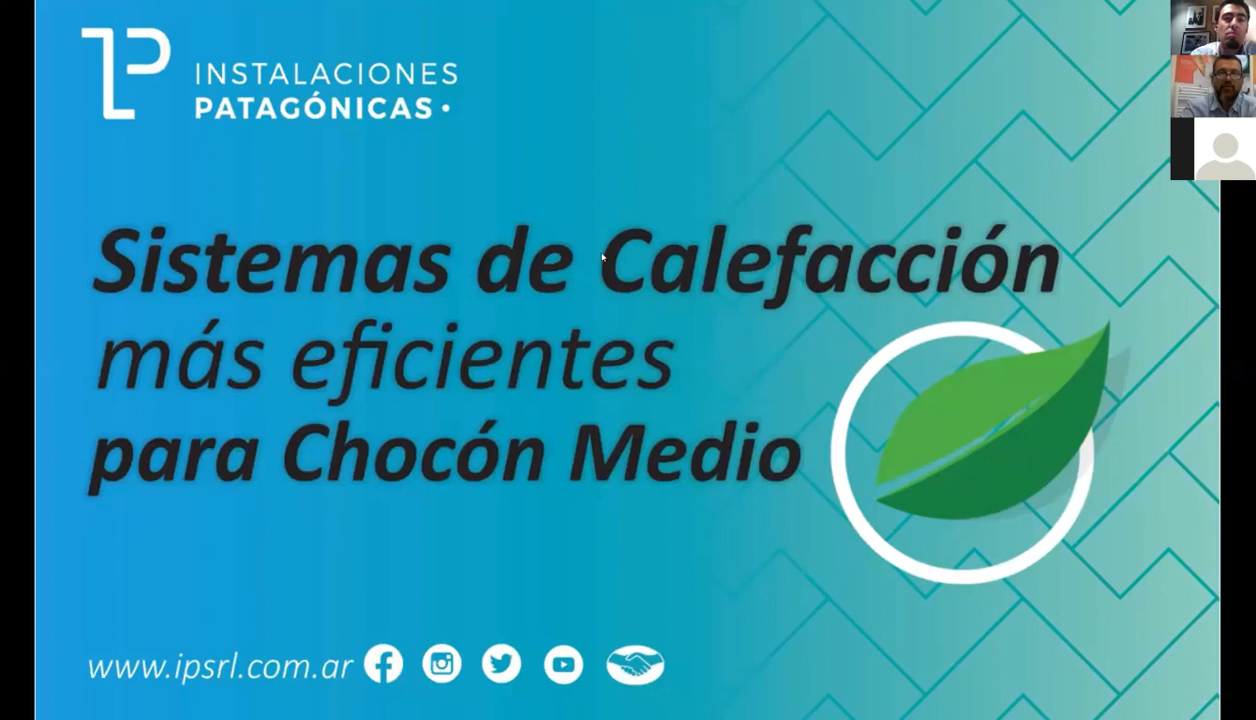 INSTALACIONES
PATAGÓNICAS
Sistemas de Calefacción
más eficientes
para Chocón Medio
www.ipsrl.com.ar